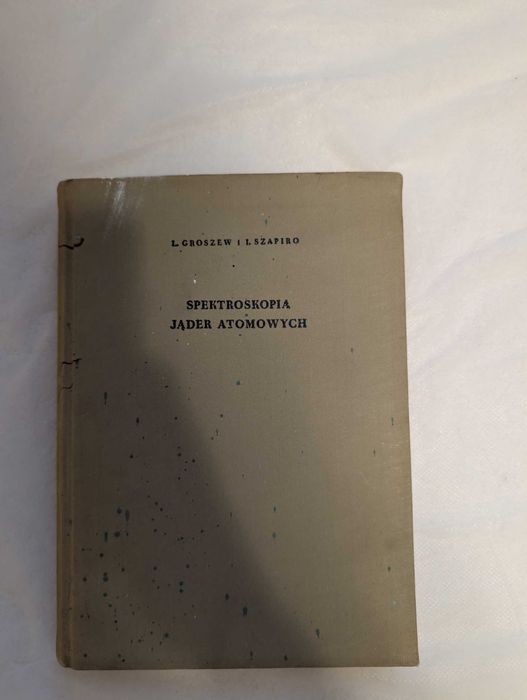 L. GROSZEW i I. SZAPIRO
SPEKTROSKOPIA
JĄDER ATOMOWYCH